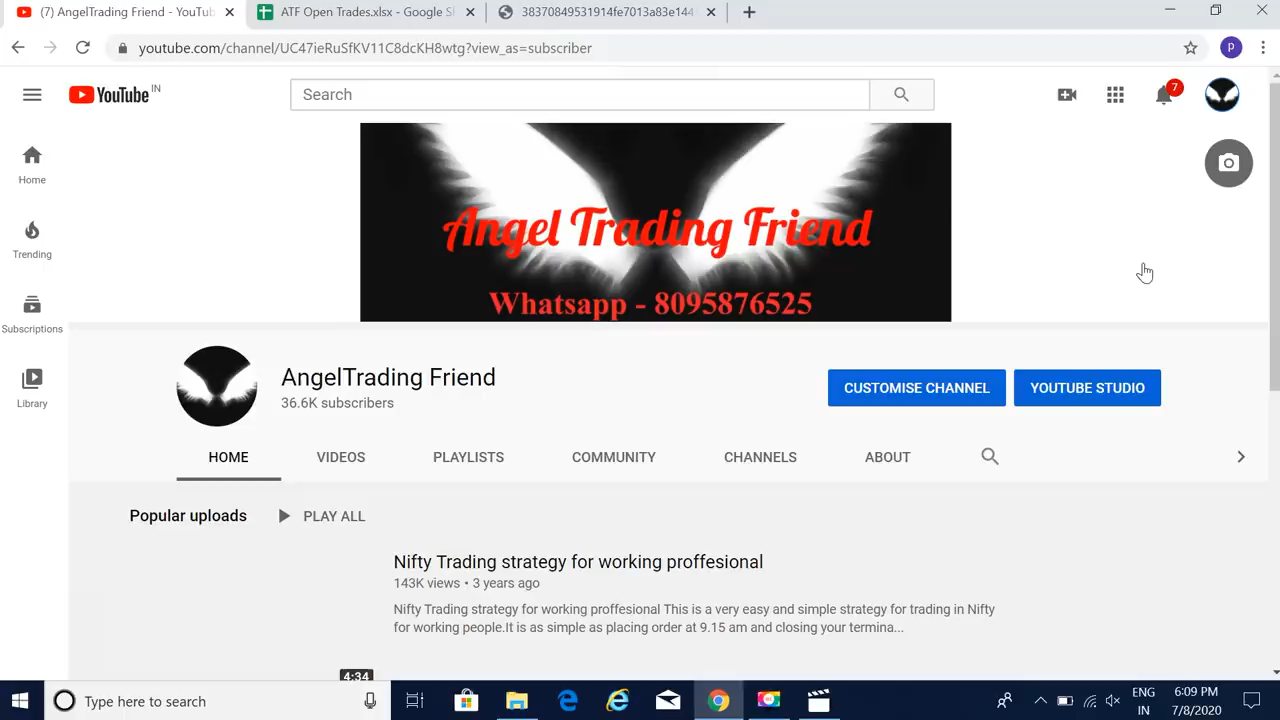 (7) AngelTrading Friend - YouTub
ATF Open Trades.xlsx - Google S
38370849531914fe7013a83e144
youtube.com/channel/UC47ieRuSfKV11C8dcKH8wtg?view_as=subscriber
p
YouTube IN
Search
7
Home
Trending
Subscriptions
Library
Angel Trading Friend
Whatsapp - 8095876525
AngelTrading Friend
36.6K subscribers
CUSTOMISE CHANNEL
YOUTUBE STUDIO
HOME
VIDEOS
PLAYLISTS
COMMUNITY
CHANNELS
ABOUT
Popular uploads
PLAY ALL
Nifty Trading strategy for working proffesional
143K views • 3 years ago
Nifty Trading strategy for working proffesional This is a very easy and simple strategy for trading in Nifty
for working people.It is as simple as placing order at 9.15 am and closing your termina...
4:34
Type here to search
ENG
IN
6:09 PM
7/8/2020